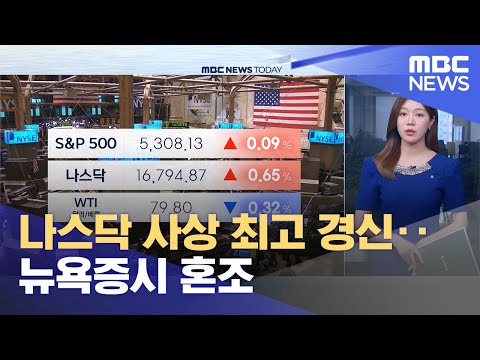 MBC NEWS TODAY
MBC
NEWS
NYSE
NYSE
S&P 500 5,308,13 ▲ 0,09 %
나스닥 16,794,87 ▲ 0,65 %
WTI 79,80 ▼ 0,32 %
나스닥 사상 최고 경신‥
뉴욕증시 혼조